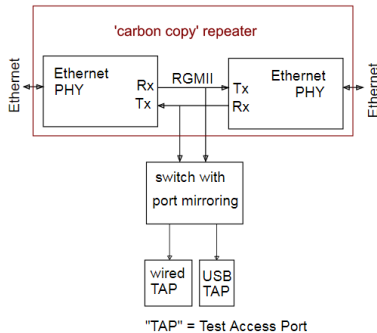 'carbon copy' repeater
Ethernet
Ethernet
PHY
Rx
Tx
RGMII
Tx
Rx
Ethernet
PHY
Ethernet
switch with
port mirroring
wired
TAP
USB
TAP
"TAP" = Test Access Port